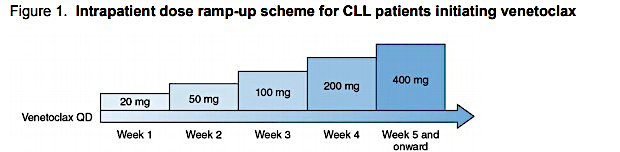 Figure 1. Intrapatient dose ramp-up scheme for CLL patients initiating venetoclax
20 mg
50 mg
100 mg
200 mg
400 mg
Venetoclax QD
Week 1
Week 2
Week 3
Week 4
Week 5 and
onward